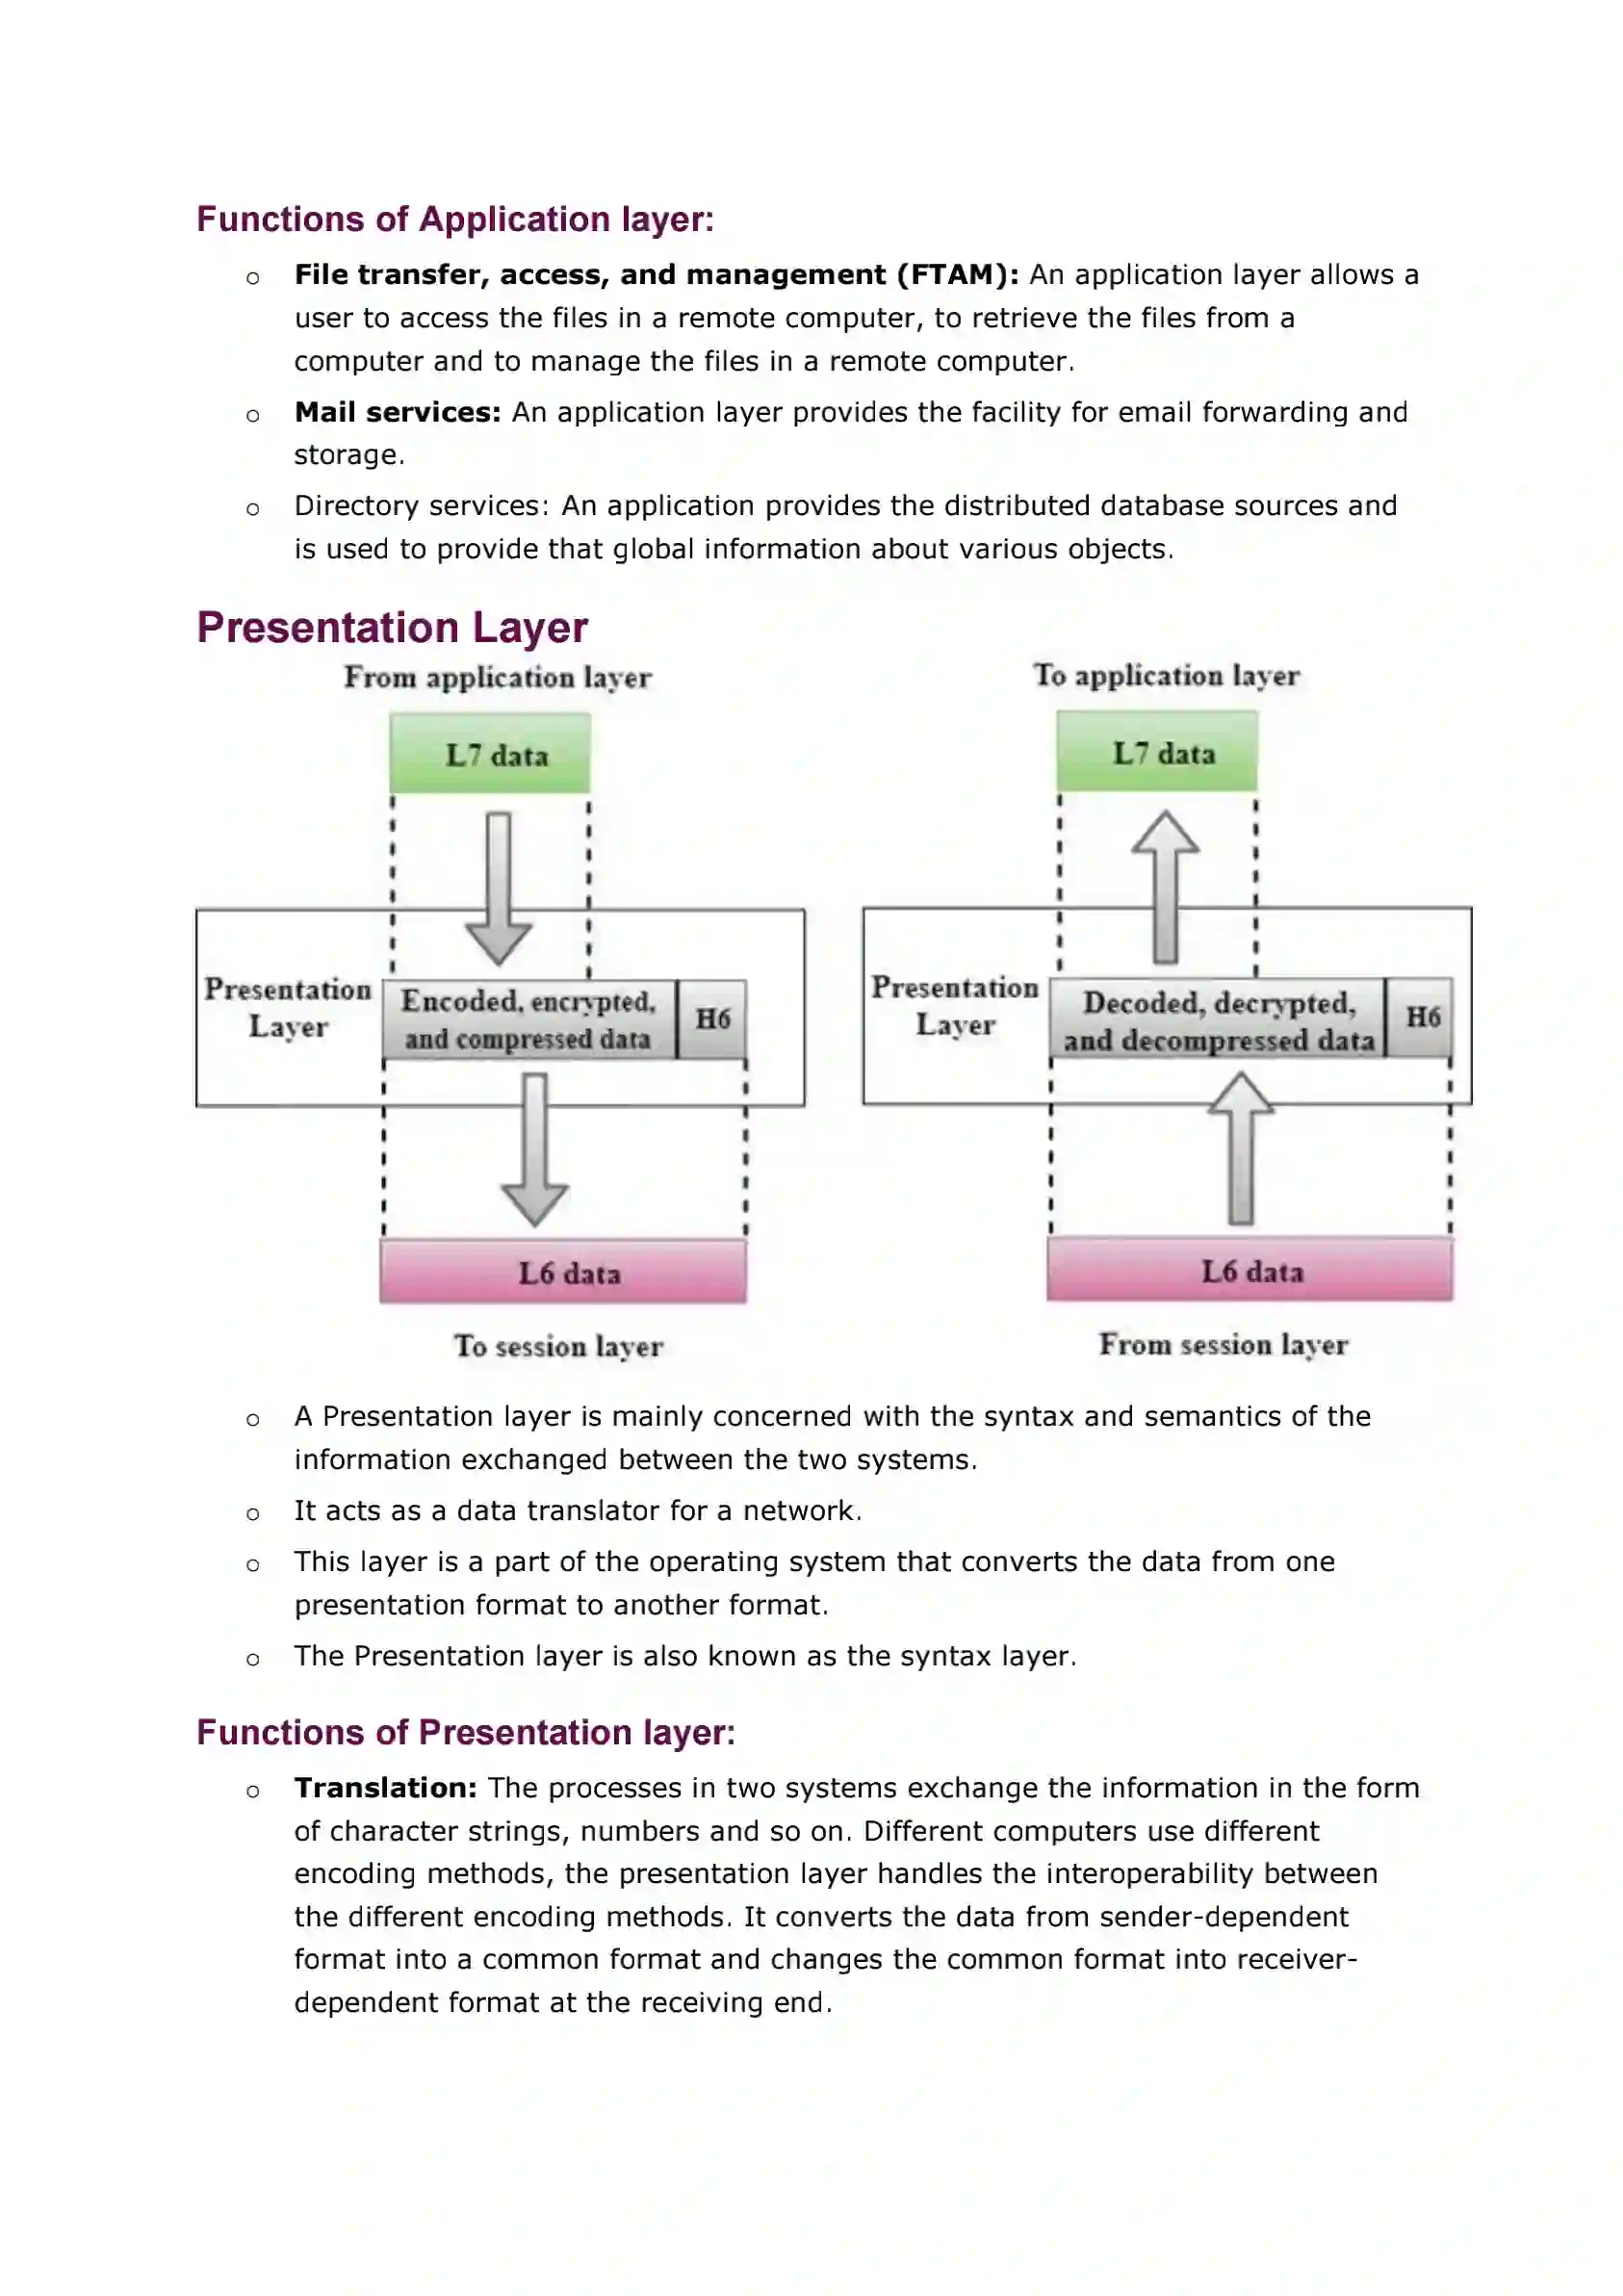 Functions of Application layer:
o File transfer, access, and management (FTAM): An application layer allows a
user to access the files in a remote computer, to retrieve the files from a
computer and to manage the files in a remote computer.
o Mail services: An application layer provides the facility for email forwarding and
storage.
o Directory services: An application provides the distributed database sources and
is used to provide that global information about various objects.
Presentation Layer
From application layer
L7 data
Presentation
Layer
Encoded, encrypted,
and compressed data
H6
L6 data
To session layer
To application layer
L7 data
Presentation
Layer
Decoded, decrypted,
and decompressed data
H6
L6 data
From session layer
o A Presentation layer is mainly concerned with the syntax and semantics of the
information exchanged between the two systems.
o It acts as a data translator for a network.
o This layer is a part of the operating system that converts the data from one
presentation format to another format.
o The Presentation layer is also known as the syntax layer.
Functions of Presentation layer:
o Translation: The processes in two systems exchange the information in the form
of character strings, numbers and so on. Different computers use different
encoding methods, the presentation layer handles the interoperability between
the different encoding methods. It converts the data from sender-dependent
format into a common format and changes the common format into receiver-
dependent format at the receiving end.